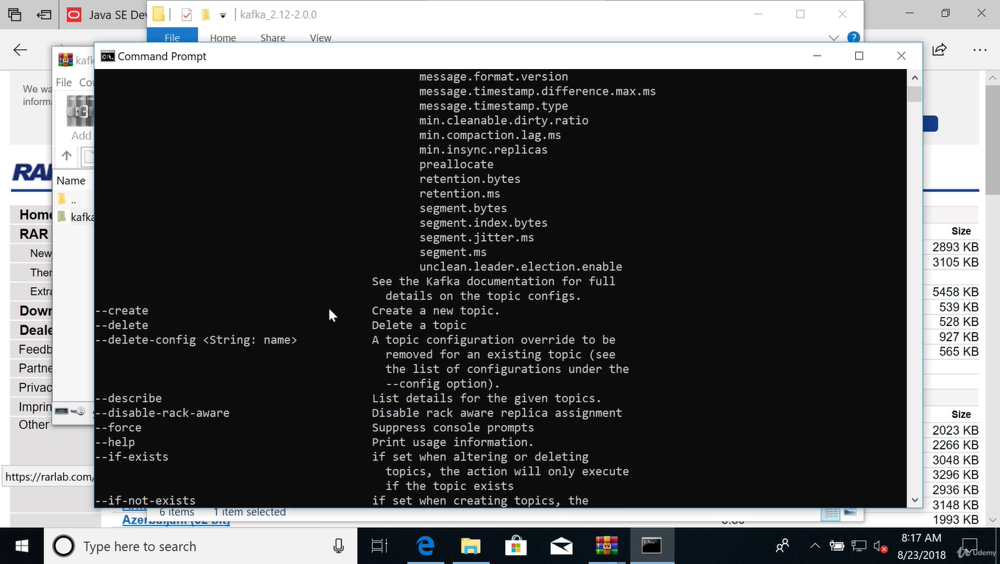 Java SE Dev
kafka_2.12-2.0.0
File Home Share View
?
kafk
File Co
Add
Name
..
kafka
Command Prompt
message.format.version
message.timestamp.difference.max.ms
message.timestamp.type
min.cleanable.dirty.ratio
min.compaction.lag.ms
min.insync.replicas
preallocate
retention.bytes
retention.ms
segment.bytes
segment.index.bytes
segment.jitter.ms
segment.ms
unclean.leader.election.enable
See the Kafka documentation for full
details on the topic configs.
--create Create a new topic.
--delete Delete a topic
--delete-config <String: name> A topic configuration override to be
removed for an existing topic (see
the list of configurations under the
--config option).
--describe List details for the given topics.
--disable-rack-aware Disable rack aware replica assignment
--force Suppress console prompts
--help Print usage information.
--if-exists if set when altering or deleting
topics, the action will only execute
if the topic exists
--if-not-exists if set when creating topics, the
We wa
informa
RAR
Home
RAR
New
Ther
Extra
Down
Deale
Feedb
Partne
Privac
Imprin
Other
https://rarlab.com/
Size
2893 KB
3105 KB
5458 KB
539 KB
528 KB
927 KB
565 KB
Size
2023 KB
2266 KB
3048 KB
3296 KB
2936 KB
3148 KB
1993 KB
6 items 1 item selected
Azerbaijani (32 bit)
Type here to search
8:17 AM
8/23/2018
Udemy